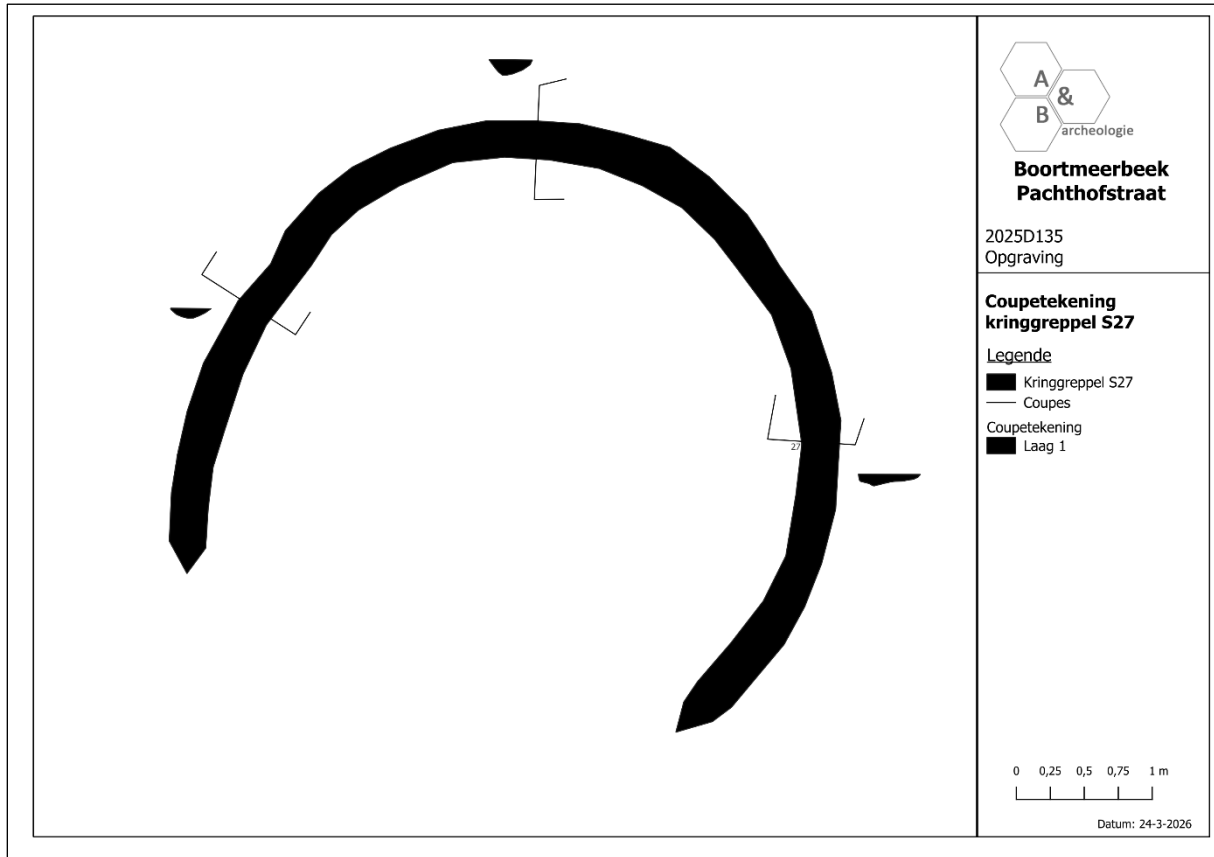 A
&
B
archeologie
Boortmeerbeek
Pachthofstraat
2025D135
Opgraving
Coupetekening
kringgreppel S27
Legende
Kringgreppel S27
Coupes
Coupetekening
Laag 1
27
0 0,25 0,5 0,75 1 m
Datum: 24-3-2026